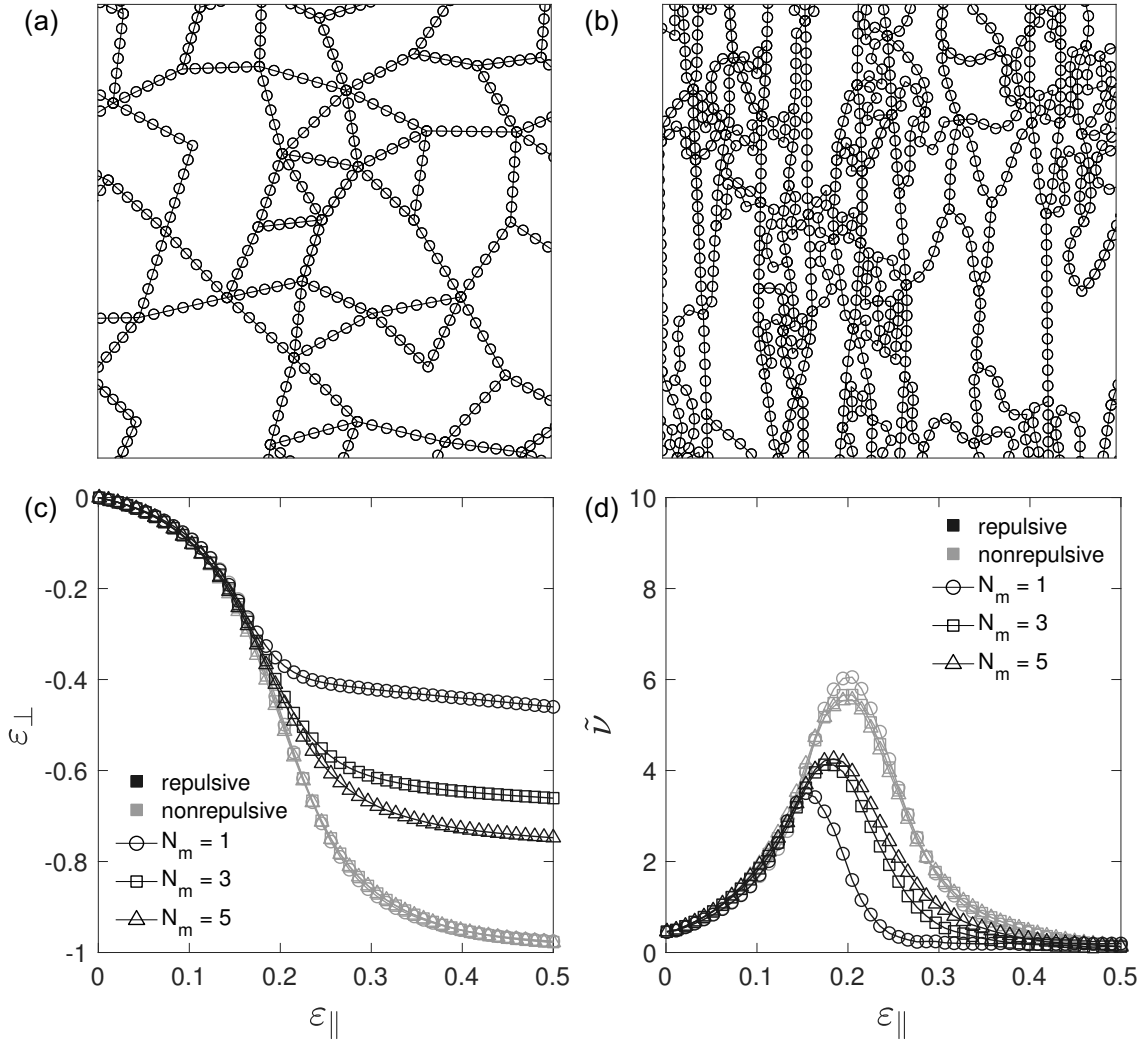 (a)
(b)
(c)
0
-0.2
-0.4
-0.6
-0.8
-1
ε⊥
repulsive
nonrepulsive
N_m = 1
N_m = 3
N_m = 5
0 0.1 0.2 0.3 0.4 0.5
ε∥
(d)
10
8
6
4
2
0
ν̃
repulsive
nonrepulsive
N_m = 1
N_m = 3
N_m = 5
0 0.1 0.2 0.3 0.4 0.5
ε∥